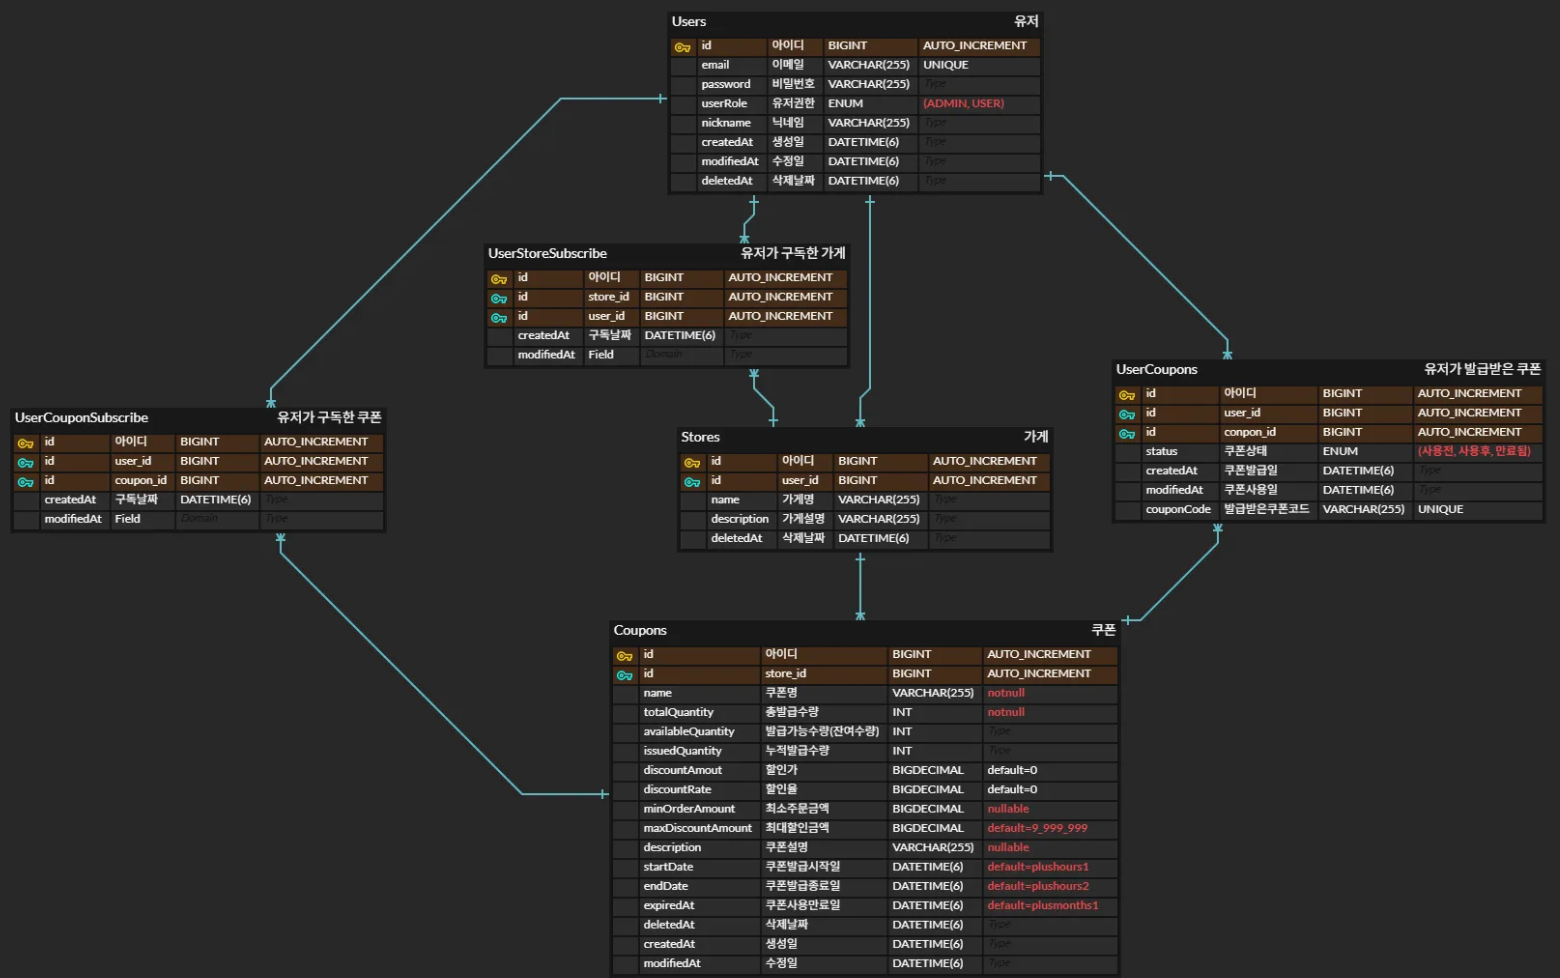 Users 유저
id 아이디 BIGINT AUTO_INCREMENT
email 이메일 VARCHAR(255) UNIQUE
password 비밀번호 VARCHAR(255) Type
userRole 유저권한 ENUM (ADMIN, USER)
nickname 닉네임 VARCHAR(255) Type
createdAt 생성일 DATETIME(6) Type
modifiedAt 수정일 DATETIME(6) Type
deletedAt 삭제날짜 DATETIME(6) Type
UserStoreSubscribe 유저가 구독한 가게
id 아이디 BIGINT AUTO_INCREMENT
id store_id BIGINT AUTO_INCREMENT
id user_id BIGINT AUTO_INCREMENT
createdAt 구독날짜 DATETIME(6) Type
modifiedAt Field Domain Type
UserCoupons 유저가 발급받은 쿠폰
id 아이디 BIGINT AUTO_INCREMENT
id user_id BIGINT AUTO_INCREMENT
id conpon_id BIGINT AUTO_INCREMENT
status 쿠폰상태 ENUM (사용전, 사용후, 만료됨)
createdAt 쿠폰발급일 DATETIME(6) Type
modifiedAt 쿠폰사용일 DATETIME(6) Type
couponCode 발급받은쿠폰코드 VARCHAR(255) UNIQUE
UserCouponSubscribe 유저가 구독한 쿠폰
id 아이디 BIGINT AUTO_INCREMENT
id user_id BIGINT AUTO_INCREMENT
id coupon_id BIGINT AUTO_INCREMENT
createdAt 구독날짜 DATETIME(6) Type
modifiedAt Field Domain Type
Stores 가게
id 아이디 BIGINT AUTO_INCREMENT
id user_id BIGINT AUTO_INCREMENT
name 가게명 VARCHAR(255) Type
description 가게설명 VARCHAR(255) Type
deletedAt 삭제날짜 DATETIME(6) Type
Coupons 쿠폰
id 아이디 BIGINT AUTO_INCREMENT
id store_id BIGINT AUTO_INCREMENT
name 쿠폰명 VARCHAR(255) notnull
totalQuantity 총발급수량 INT notnull
availableQuantity 발급가능수량(잔여수량) INT Type
issuedQuantity 누적발급수량 INT Type
discountAmout 할인가 BIGDECIMAL default=0
discountRate 할인율 BIGDECIMAL default=0
minOrderAmount 최소주문금액 BIGDECIMAL nullable
maxDiscountAmount 최대할인금액 BIGDECIMAL default=9_999_999
description 쿠폰설명 VARCHAR(255) nullable
startDate 쿠폰발급시작일 DATETIME(6) default=plushours1
endDate 쿠폰발급종료일 DATETIME(6) default=plushours2
expiredAt 쿠폰사용만료일 DATETIME(6) default=plusmonths1
deletedAt 삭제날짜 DATETIME(6) Type
createdAt 생성일 DATETIME(6) Type
modifiedAt 수정일 DATETIME(6) Type